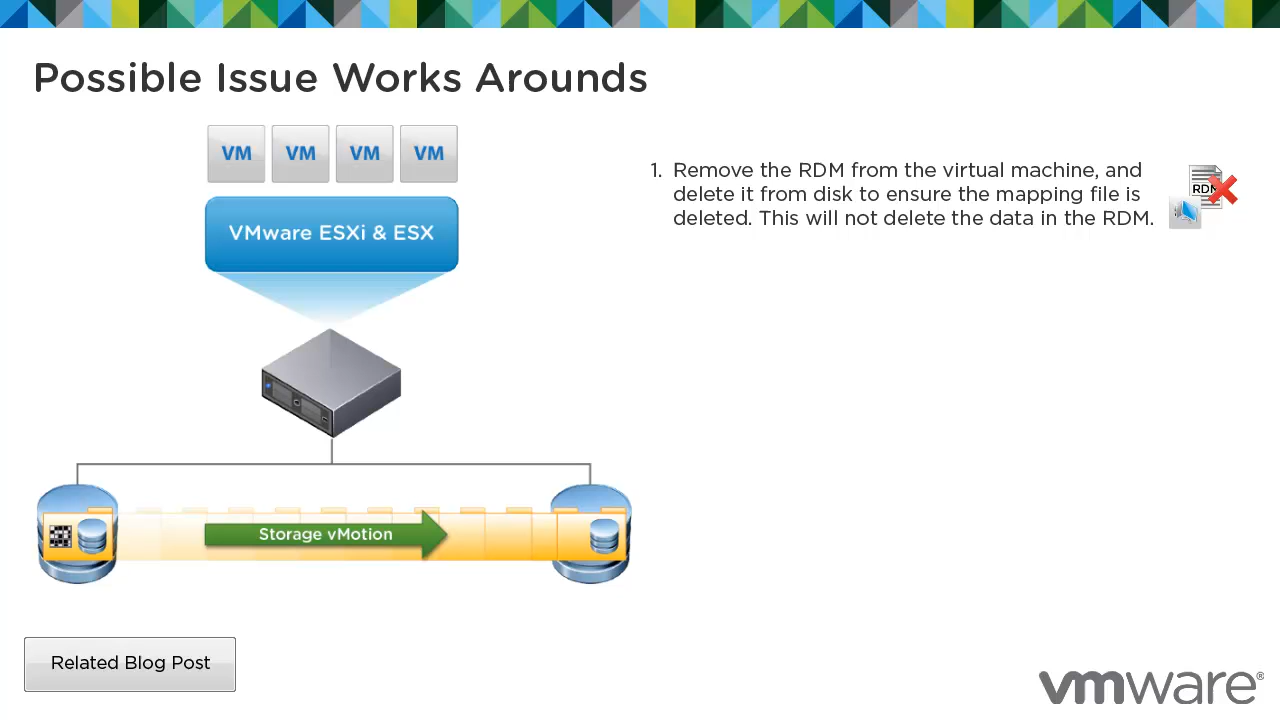 Possible Issue Works Arounds
VM VM VM VM
VMware ESXi & ESX
1. Remove the RDM from the virtual machine, and
delete it from disk to ensure the mapping file is
deleted. This will not delete the data in the RDM.
RDM
Storage vMotion
Related Blog Post
vmware®